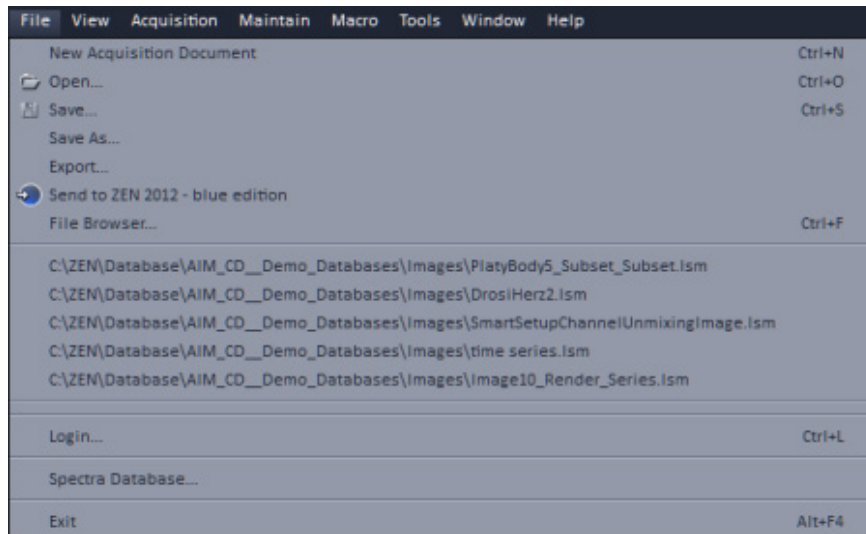 File View Acquisition Maintain Macro Tools Window Help
New Acquisition Document Ctrl+N
Open... Ctrl+O
Save... Ctrl+S
Save As...
Export...
Send to ZEN 2012 - blue edition
File Browser... Ctrl+F
C:\ZEN\Database\AIM_CD__Demo_Databases\Images\PlatyBody5_Subset_Subset.lsm
C:\ZEN\Database\AIM_CD__Demo_Databases\Images\DrosiHerz2.lsm
C:\ZEN\Database\AIM_CD__Demo_Databases\Images\SmartSetupChannelUnmixingImage.lsm
C:\ZEN\Database\AIM_CD__Demo_Databases\Images\time series.lsm
C:\ZEN\Database\AIM_CD__Demo_Databases\Images\Image10_Render_Series.lsm
Login... Ctrl+L
Spectra Database...
Exit Alt+F4